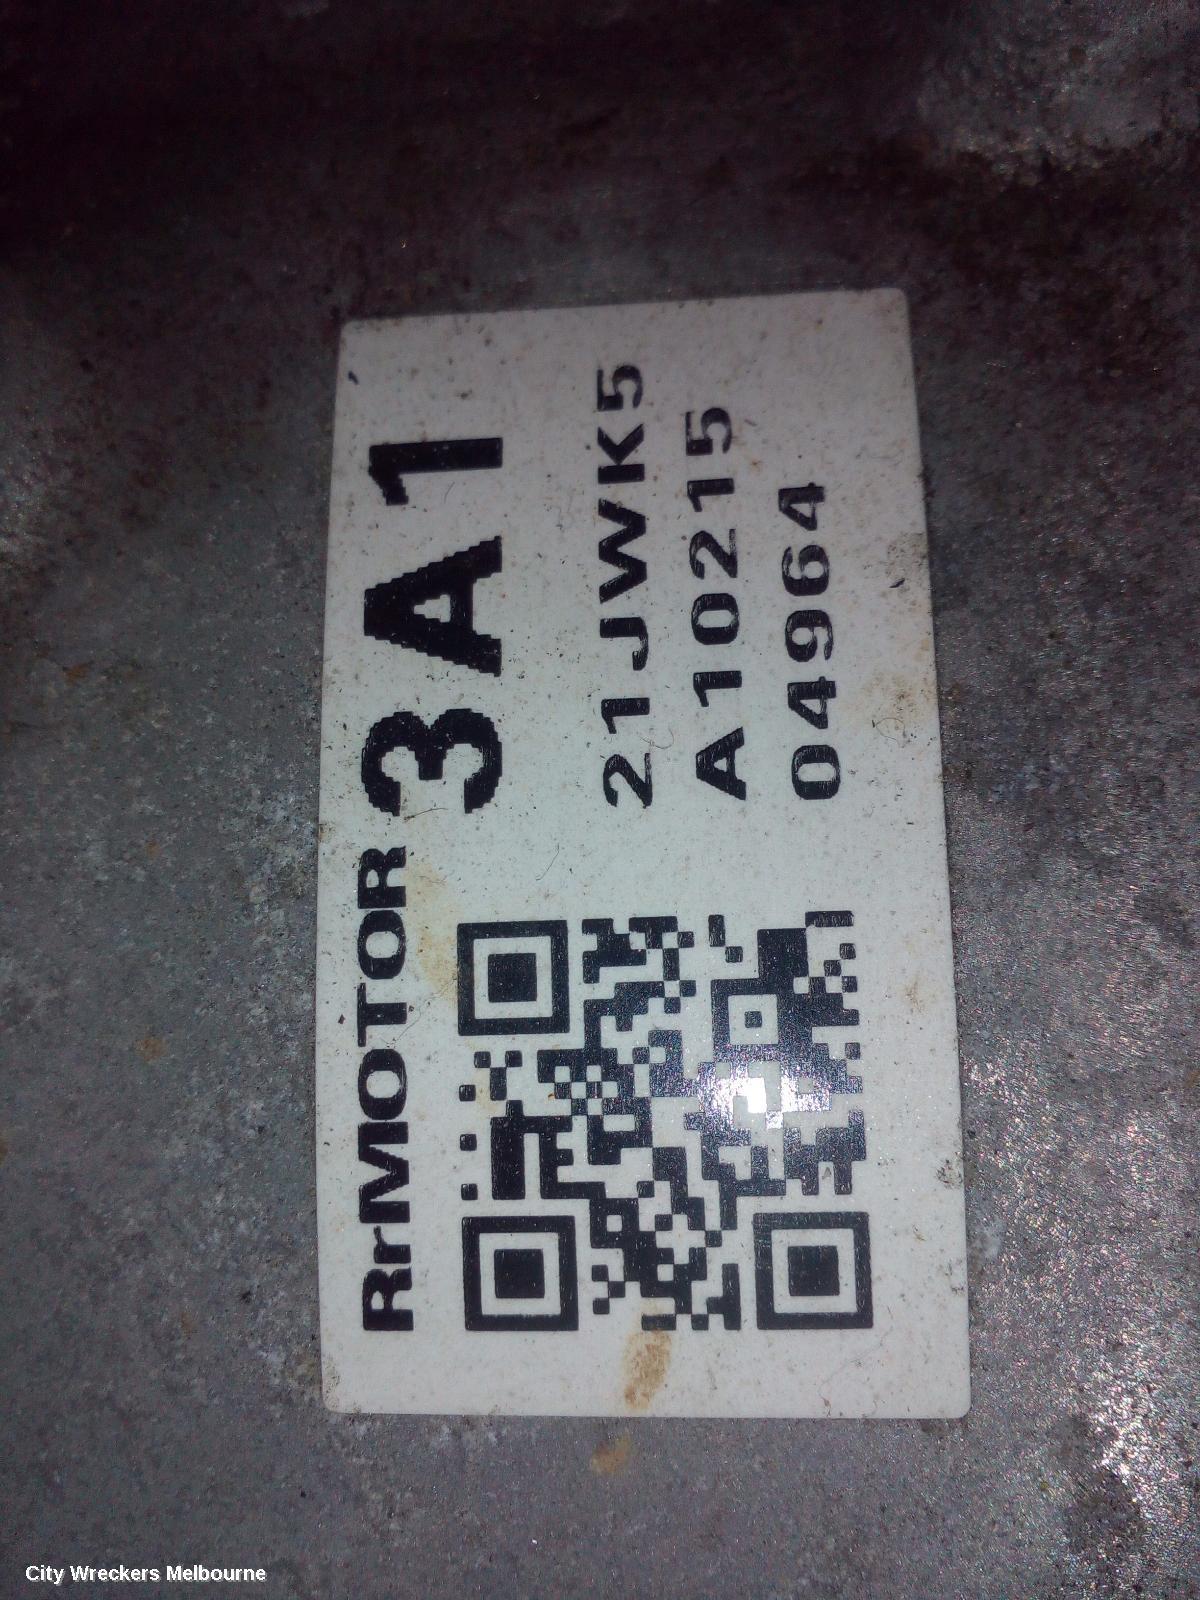 RrMOTOR 3A1
21JWK5
A10215
04964
City Wreckers Melbourne